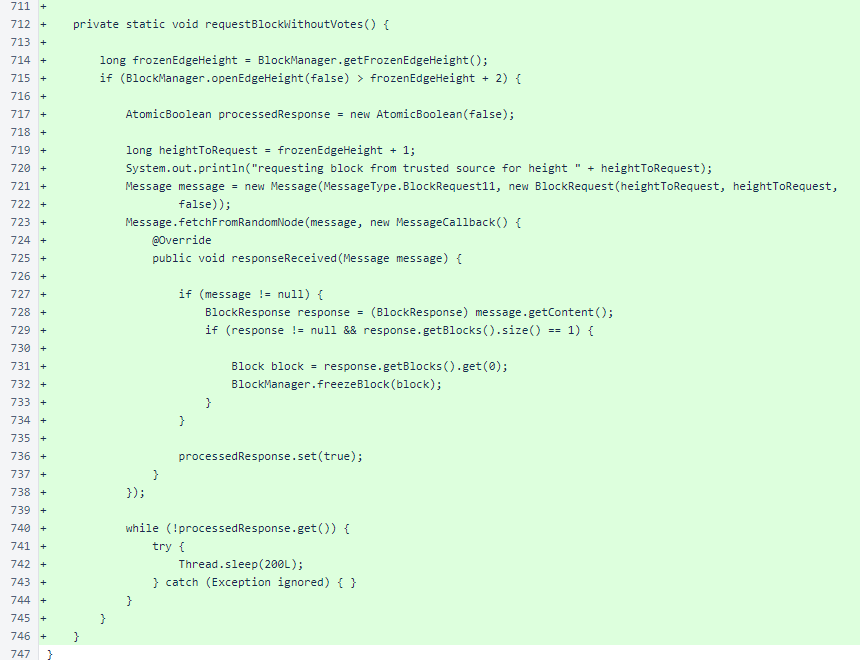 711 +
712 +    private static void requestBlockWithoutVotes() {
713 +
714 +        long frozenEdgeHeight = BlockManager.getFrozenEdgeHeight();
715 +        if (BlockManager.openEdgeHeight(false) > frozenEdgeHeight + 2) {
716 +
717 +            AtomicBoolean processedResponse = new AtomicBoolean(false);
718 +
719 +            long heightToRequest = frozenEdgeHeight + 1;
720 +            System.out.println("requesting block from trusted source for height " + heightToRequest);
721 +            Message message = new Message(MessageType.BlockRequest11, new BlockRequest(heightToRequest, heightToRequest,
722 +                    false));
723 +            Message.fetchFromRandomNode(message, new MessageCallback() {
724 +                @Override
725 +                public void responseReceived(Message message) {
726 +
727 +                    if (message != null) {
728 +                        BlockResponse response = (BlockResponse) message.getContent();
729 +                        if (response != null && response.getBlocks().size() == 1) {
730 +
731 +                            Block block = response.getBlocks().get(0);
732 +                            BlockManager.freezeBlock(block);
733 +                        }
734 +                    }
735 +
736 +                    processedResponse.set(true);
737 +                }
738 +            });
739 +
740 +            while (!processedResponse.get()) {
741 +                try {
742 +                    Thread.sleep(200L);
743 +                } catch (Exception ignored) { }
744 +            }
745 +        }
746 +    }
747 }